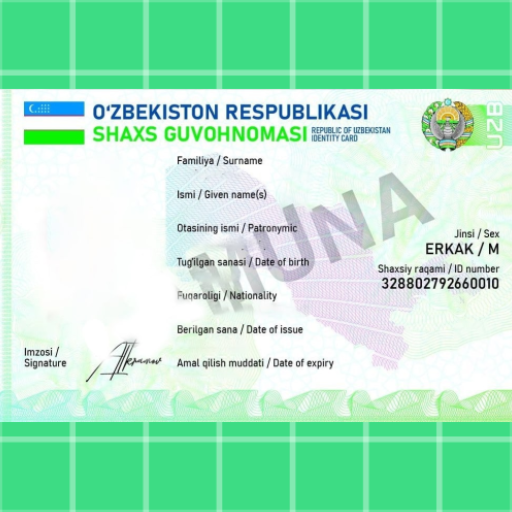 O‘ZBEKISTON RESPUBLIKASI
SHAXS GUVOHNOMASI
REPUBLIC OF UZBEKISTAN
IDENTITY CARD
UZB
Familiya / Surname
Ismi / Given name(s)
Otasining ismi / Patronymic
MUNA
Jinsi / Sex
ERKAK / M
Tug'ilgan sanasi / Date of birth
Shaxsiy raqami / ID number
328802792660010
Fuqaroligi / Nationality
Berilgan sana / Date of issue
Imzosi /
Signature
Amal qilish muddati / Date of expiry